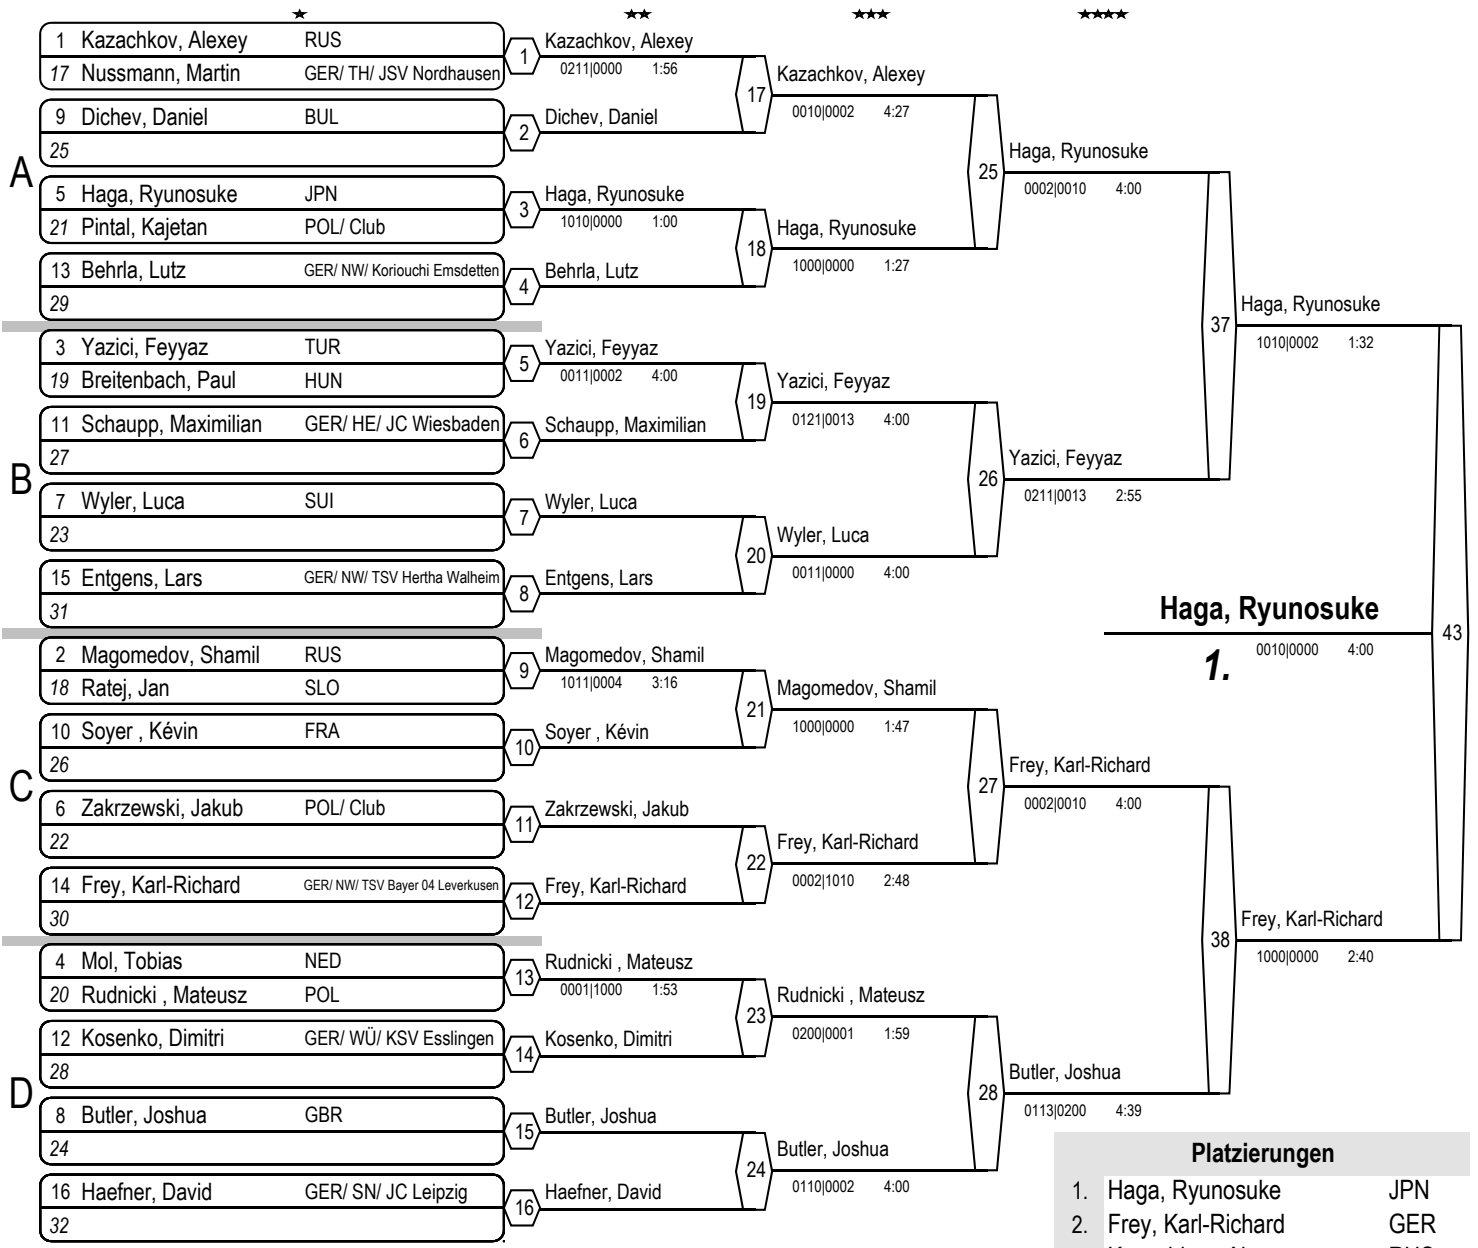 ★ ★★ ★★★ ★★★★
A
1 Kazachkov, Alexey RUS
17 Nussmann, Martin GER/ TH/ JSV Nordhausen
9 Dichev, Daniel BUL
25
5 Haga, Ryunosuke JPN
21 Pintal, Kajetan POL/ Club
13 Behrla, Lutz GER/ NW/ Koriouchi Emsdetten
29
B
3 Yazici, Feyyaz TUR
19 Breitenbach, Paul HUN
11 Schaupp, Maximilian GER/ HE/ JC Wiesbaden
27
7 Wyler, Luca SUI
23
15 Entgens, Lars GER/ NW/ TSV Hertha Walheim
31
C
2 Magomedov, Shamil RUS
18 Ratej, Jan SLO
10 Soyer , Kévin FRA
26
6 Zakrzewski, Jakub POL/ Club
22
14 Frey, Karl-Richard GER/ NW/ TSV Bayer 04 Leverkusen
30
D
4 Mol, Tobias NED
20 Rudnicki , Mateusz POL
12 Kosenko, Dimitri GER/ WÜ/ KSV Esslingen
28
8 Butler, Joshua GBR
24
16 Haefner, David GER/ SN/ JC Leipzig
32
1 Kazachkov, Alexey
0211|0000 1:56
2 Dichev, Daniel
3 Haga, Ryunosuke
1010|0000 1:00
4 Behrla, Lutz
5 Yazici, Feyyaz
0011|0002 4:00
6 Schaupp, Maximilian
7 Wyler, Luca
8 Entgens, Lars
9 Magomedov, Shamil
1011|0004 3:16
10 Soyer , Kévin
11 Zakrzewski, Jakub
12 Frey, Karl-Richard
13 Rudnicki , Mateusz
0001|1000 1:53
14 Kosenko, Dimitri
15 Butler, Joshua
16 Haefner, David
17 Kazachkov, Alexey
0010|0002 4:27
18 Haga, Ryunosuke
1000|0000 1:27
19 Yazici, Feyyaz
0121|0013 4:00
20 Wyler, Luca
0011|0000 4:00
21 Magomedov, Shamil
1000|0000 1:47
22 Frey, Karl-Richard
0002|1010 2:48
23 Rudnicki , Mateusz
0200|0001 1:59
24 Butler, Joshua
0110|0002 4:00
25 Haga, Ryunosuke
0002|0010 4:00
26 Yazici, Feyyaz
0211|0013 2:55
27 Frey, Karl-Richard
0002|0010 4:00
28 Butler, Joshua
0113|0200 4:39
37 Haga, Ryunosuke
1010|0002 1:32
38 Frey, Karl-Richard
1000|0000 2:40
43 Haga, Ryunosuke
1. 0010|0000 4:00
Platzierungen
1. Haga, Ryunosuke JPN
2. Frey, Karl-Richard GER